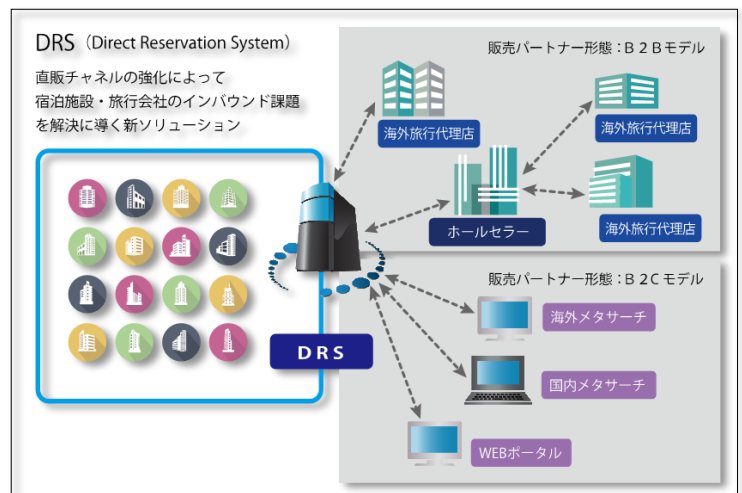 DRS（Direct Reservation System）
直販チャネルの強化によって
宿泊施設・旅行会社のインバウンド課題
を解決に導く新ソリューション
販売パートナー形態：B２Bモデル
海外旅行代理店
海外旅行代理店
ホールセラー
海外旅行代理店
販売パートナー形態：B２Cモデル
海外メタサーチ
DRS
国内メタサーチ
WEBポータル